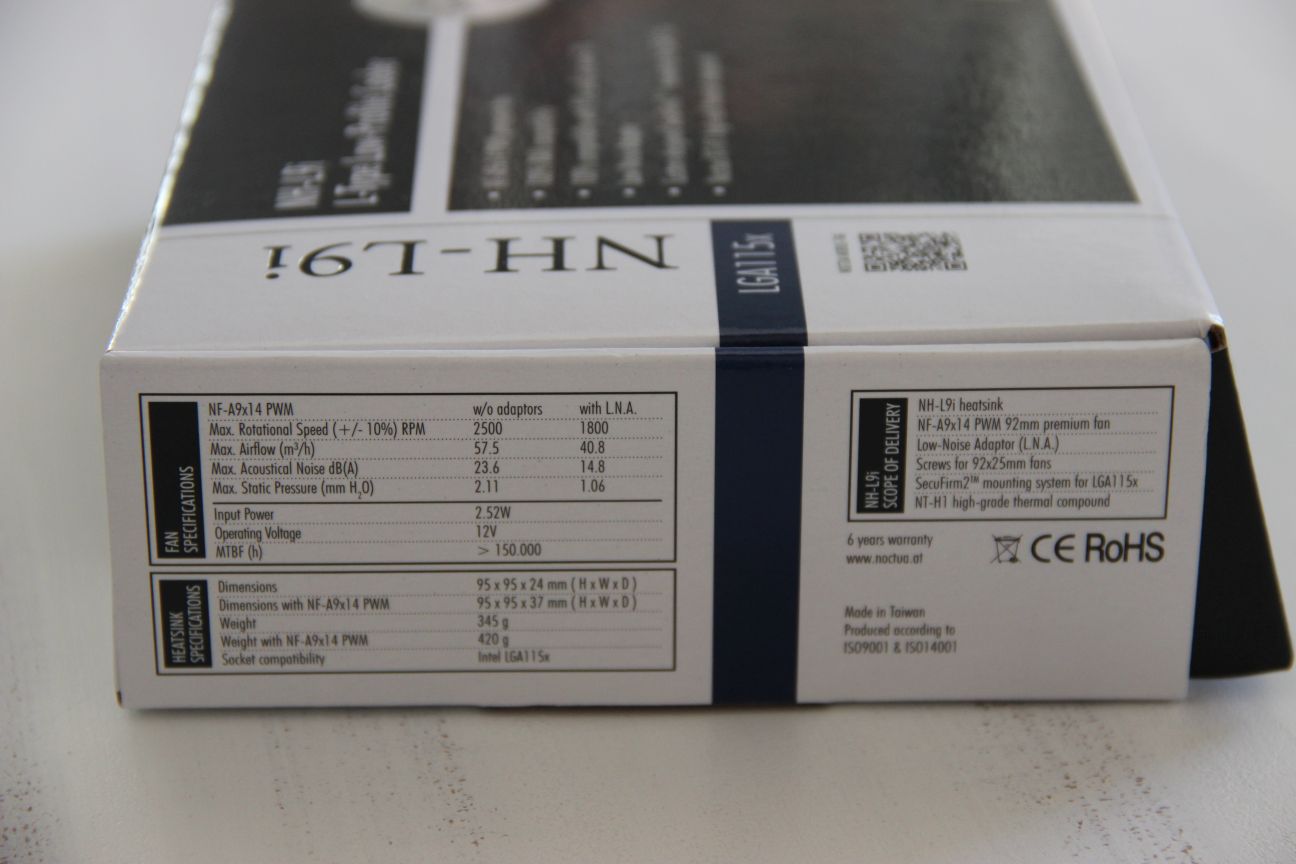 NH-L9i
L-Type Low-Profile Cooler
NH-L9i
LGA115x
FAN
SPECIFICATIONS
NF-A9x14 PWM w/o adaptors with L.N.A.
Max. Rotational Speed (+/- 10%) RPM 2500 1800
Max. Airflow (m³/h) 57.5 40.8
Max. Acoustical Noise dB(A) 23.6 14.8
Max. Static Pressure (mm H₂O) 2.11 1.06
Input Power 2.52W
Operating Voltage 12V
MTBF (h) > 150.000
HEATSINK
SPECIFICATIONS
Dimensions 95 x 95 x 24 mm ( H x W x D )
Dimensions with NF-A9x14 PWM 95 x 95 x 37 mm ( H x W x D )
Weight 345 g
Weight with NF-A9x14 PWM 420 g
Socket compatibility Intel LGA115x
NH-L9i
SCOPE OF DELIVERY
NH-L9i heatsink
NF-A9x14 PWM 92mm premium fan
Low-Noise Adaptor (L.N.A.)
Screws for 92x25mm fans
SecuFirm2™ mounting system for LGA115x
NT-H1 high-grade thermal compound
6 years warranty
www.noctua.at
CE RoHS
Made in Taiwan
Produced according to
ISO9001 & ISO14001